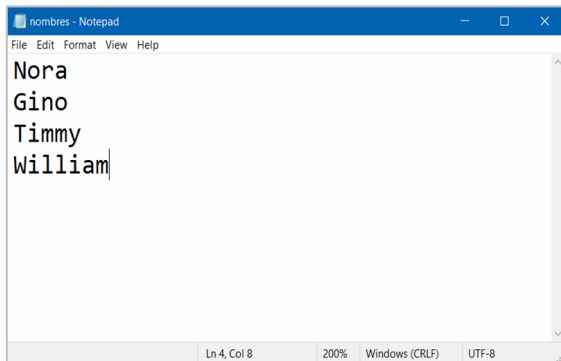 nombres - Notepad
File Edit Format View Help
Nora
Gino
Timmy
William
Ln 4, Col 8 200% Windows (CRLF) UTF-8